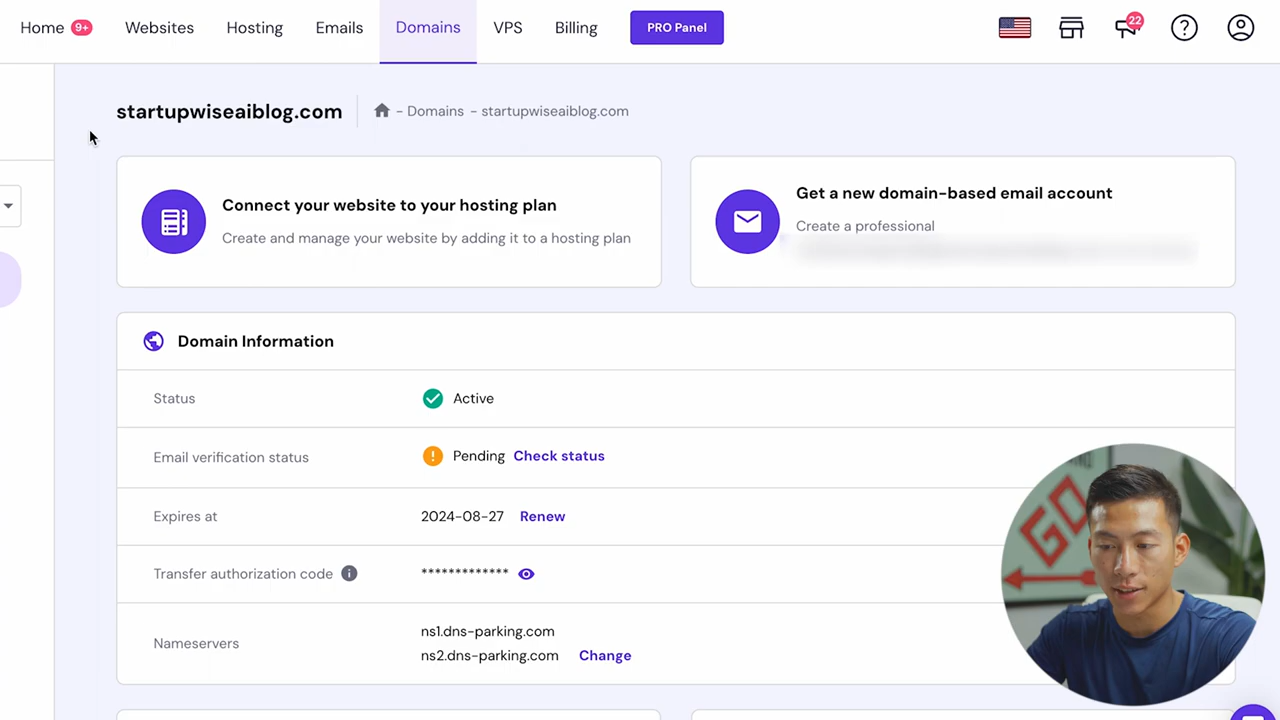 Home 9+ Websites Hosting Emails Domains VPS Billing PRO Panel 22
startupwiseaiblog.com - Domains - startupwiseaiblog.com
Connect your website to your hosting plan
Create and manage your website by adding it to a hosting plan
Get a new domain-based email account
Create a professional
Domain Information
Status Active
Email verification status Pending Check status
Expires at 2024-08-27 Renew
Transfer authorization code *************
Nameservers
ns1.dns-parking.com
ns2.dns-parking.com Change
GO